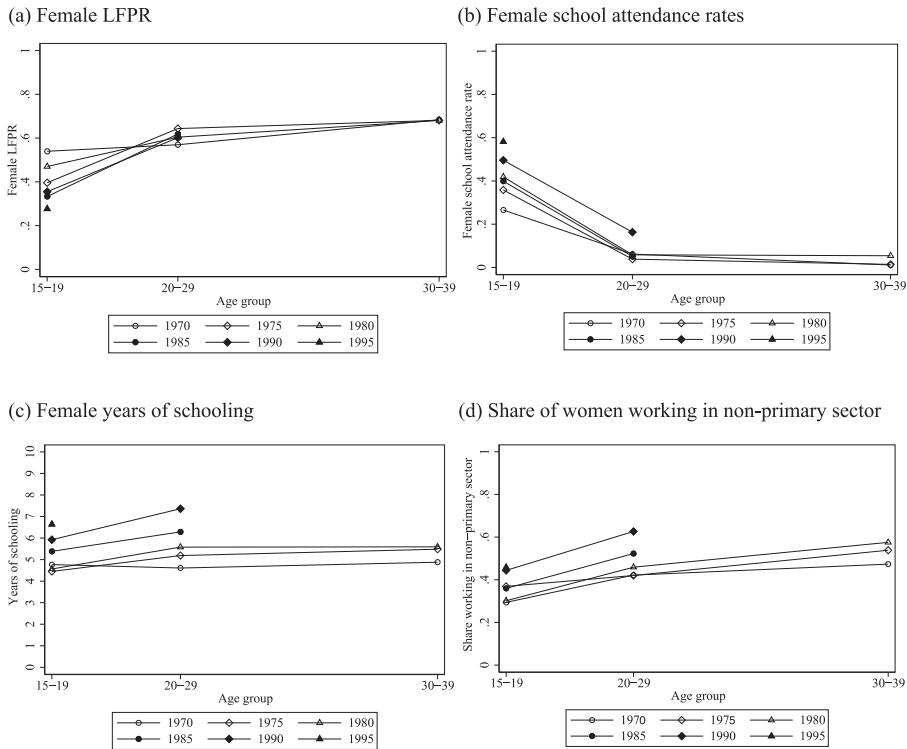 (a) Female LFPR
Female LFPR
0 .2 .4 .6 .8 1
15–19 20–29 30–39
Age group
1970 1975 1980
1985 1990 1995
(b) Female school attendance rates
Female school attendance rate
0 .2 .4 .6 .8 1
15–19 20–29 30–39
Age group
1970 1975 1980
1985 1990 1995
(c) Female years of schooling
Years of schooling
0 1 2 3 4 5 6 7 8 9 10
15–19 20–29 30–39
Age group
1970 1975 1980
1985 1990 1995
(d) Share of women working in non-primary sector
Share working in non-primary sector
0 .2 .4 .6 .8 1
15–19 20–29 30–39
Age group
1970 1975 1980
1985 1990 1995